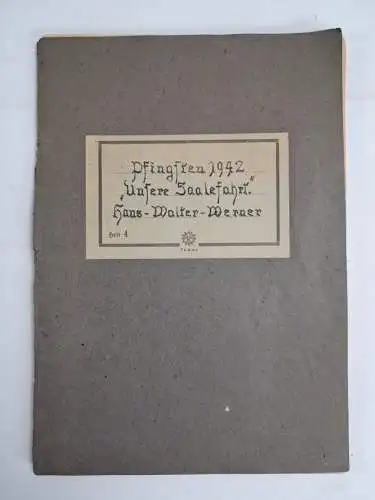 Pfingsten 1942
"Unsere Saalefahrt."
Hans-Walter-Werner